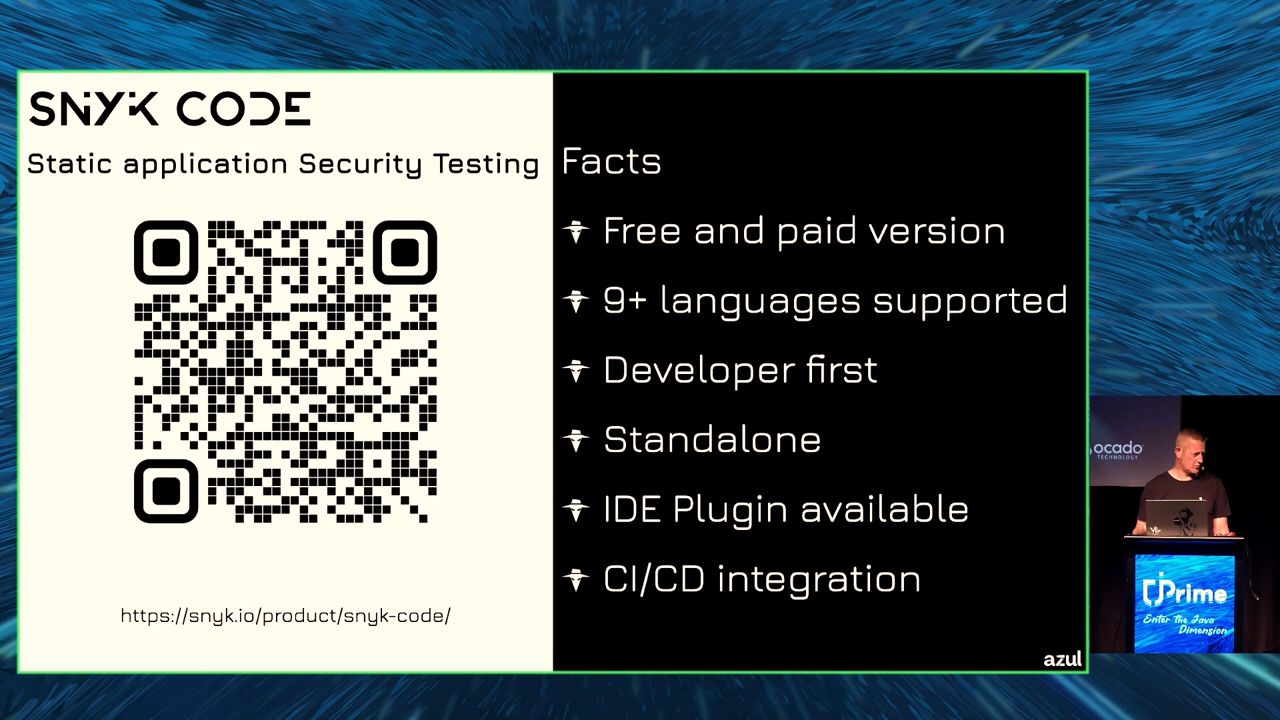 SNYK CODE
Static application Security Testing
https://snyk.io/product/snyk-code/
Facts
Free and paid version
9+ languages supported
Developer first
Standalone
IDE Plugin available
CI/CD integration
azul
ocado
TECHNOLOGY
jPrime
Enter The Java
Dimension